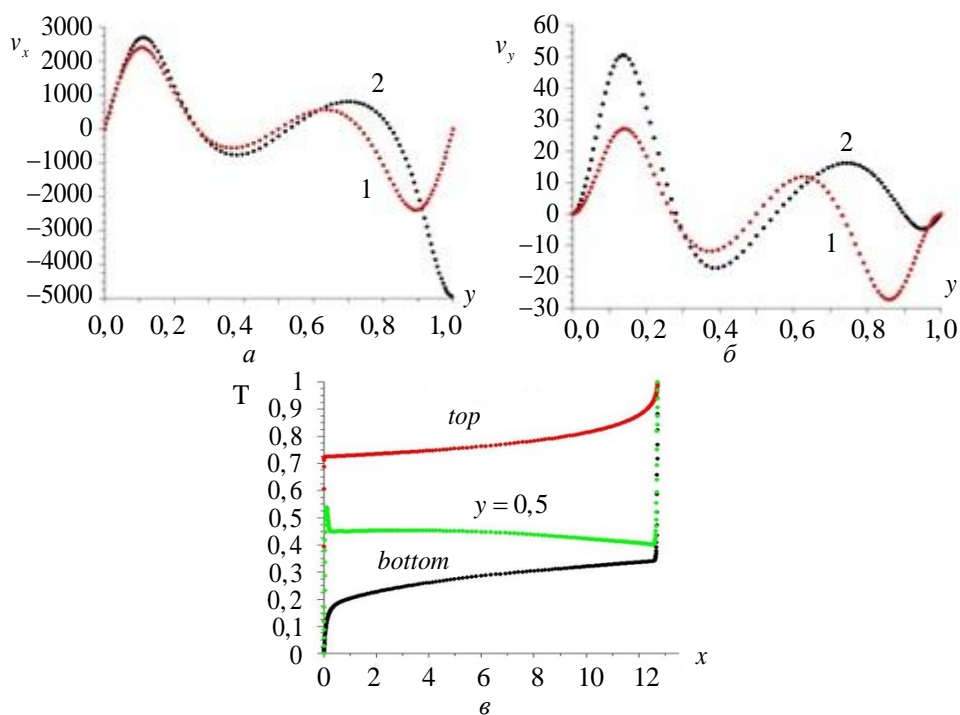 v_x
3000
2000
1000
0
−1000
−2000
−3000
−4000
−5000
2
1
y
0,0 0,2 0,4 0,6 0,8 1,0
а
v_y
60
50
40
30
20
10
0
−10
−20
−30
2
1
y
0,0 0,2 0,4 0,6 0,8 1,0
б
T
1
0,9
0,8
0,7
0,6
0,5
0,4
0,3
0,2
0,1
0
top
y = 0,5
bottom
x
0 2 4 6 8 10 12
в